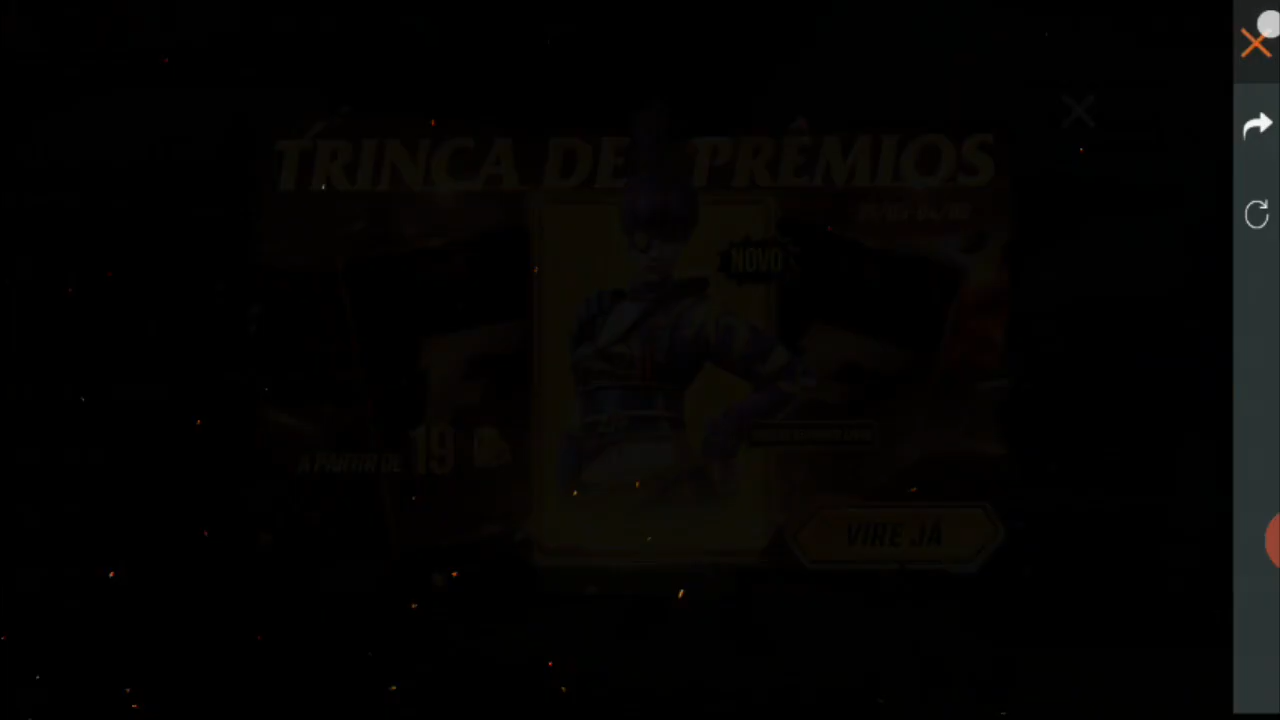 TRINCA DE PRÊMIOS
NOVO
A PARTIR DE 19
VIRE JÁ